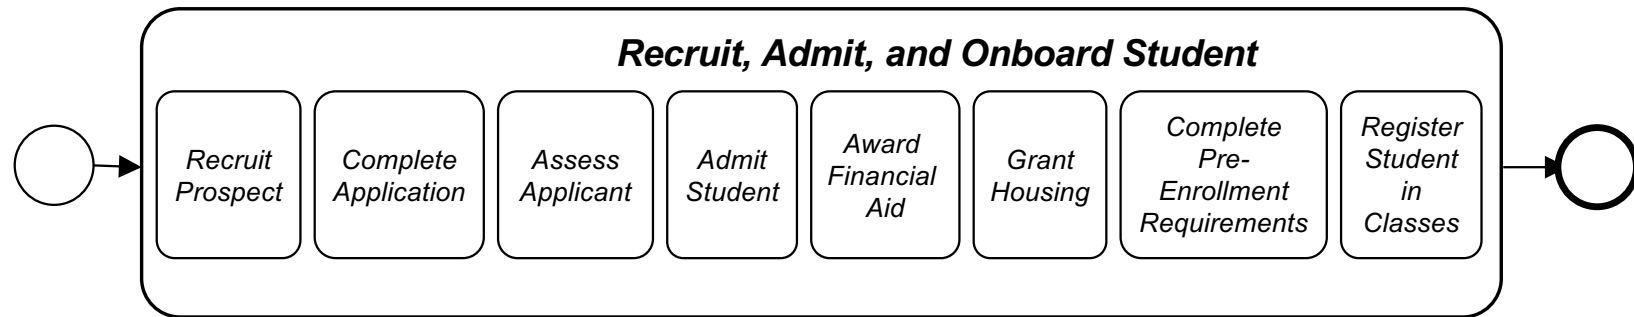 Recruit, Admit, and Onboard Student
Recruit
Prospect
Complete
Application
Assess
Applicant
Admit
Student
Award
Financial
Aid
Grant
Housing
Complete
Pre-
Enrollment
Requirements
Register
Student
in
Classes